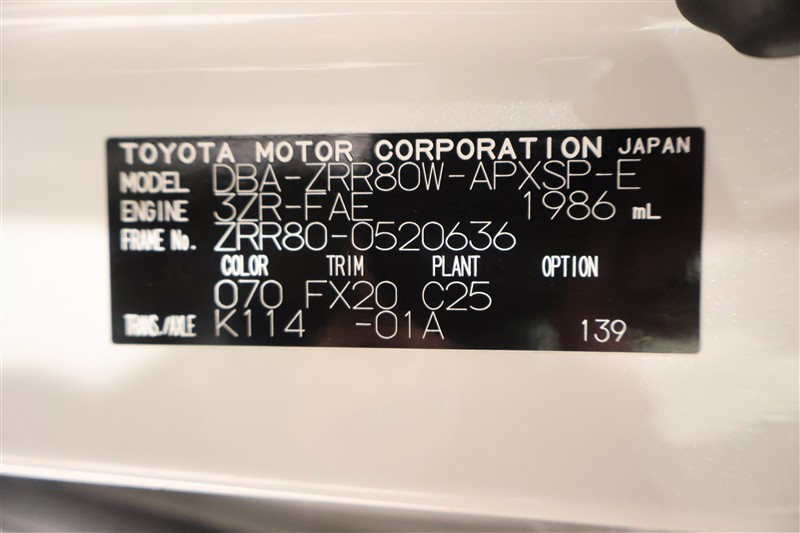 TOYOTA MOTOR CORPORATION JAPAN
MODEL DBA-ZRR80W-APXSP-E
ENGINE 3ZR-FAE 1986 mL
FRAME No. ZRR80-0520636
COLOR TRIM PLANT OPTION
070 FX20 C25
TRANS./AXLE K114 -01A 139